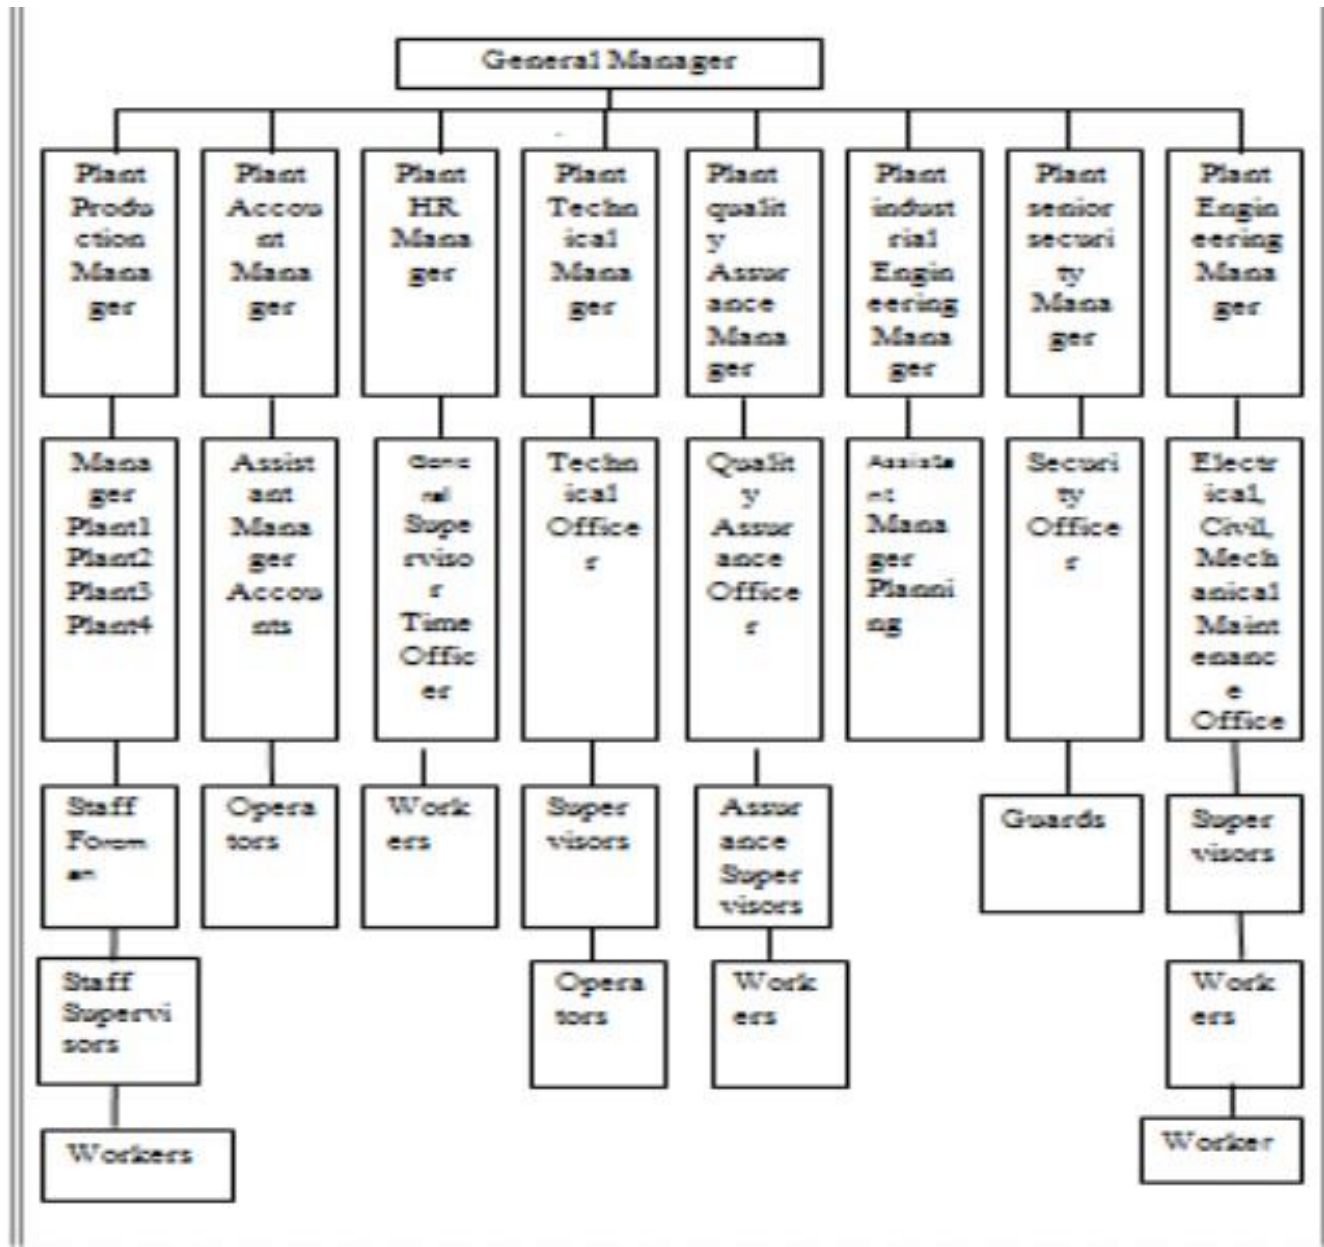 General Manager
Plant
Produ
ction
Mana
ger
Plant
Accou
nt
Mana
ger
Plant
HR
Mana
ger
Plant
Techn
ical
Mana
ger
Plant
qualit
y
Assur
ance
Mana
ger
Plant
indust
rial
Engin
eering
Mana
ger
Plant
senior
securi
ty
Mana
ger
Plant
Engin
eering
Mana
ger
Mana
ger
Plant1
Plant2
Plant3
Plant4
Assist
ant
Mana
ger
Accou
nts
Gene
ral
Supe
rviso
r
Time
Offic
er
Techn
ical
Office
r
Qualit
y
Assur
ance
Office
r
Assista
nt
Mana
ger
Planni
ng
Securi
ty
Office
r
Electr
ical,
Civil,
Mech
anical
Maint
enanc
e
Office
Staff
Forem
an
Opera
tors
Work
ers
Super
visors
Assur
ance
Super
visors
Guards
Super
visors
Staff
Supervi
sors
Opera
tors
Work
ers
Work
ers
Workers
Worker